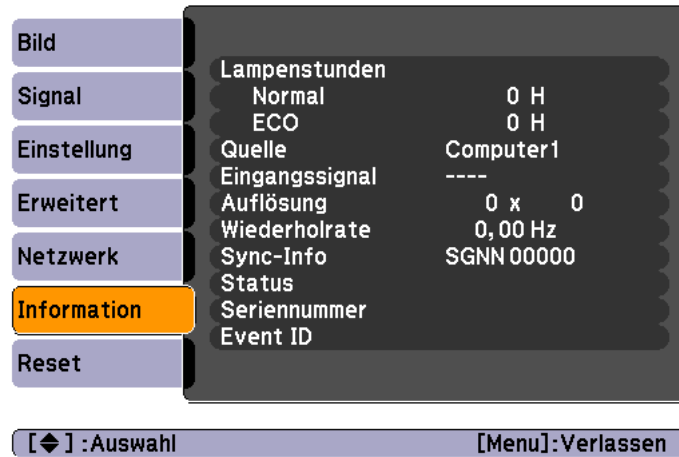 Bild
Signal
Einstellung
Erweitert
Netzwerk
Information
Reset
Lampenstunden
Normal 0 H
ECO 0 H
Quelle Computer1
Eingangssignal ----
Auflösung 0 x 0
Wiederholrate 0,00 Hz
Sync-Info SGNN 00000
Status
Seriennummer
Event ID
[◆] :Auswahl [Menu]:Verlassen